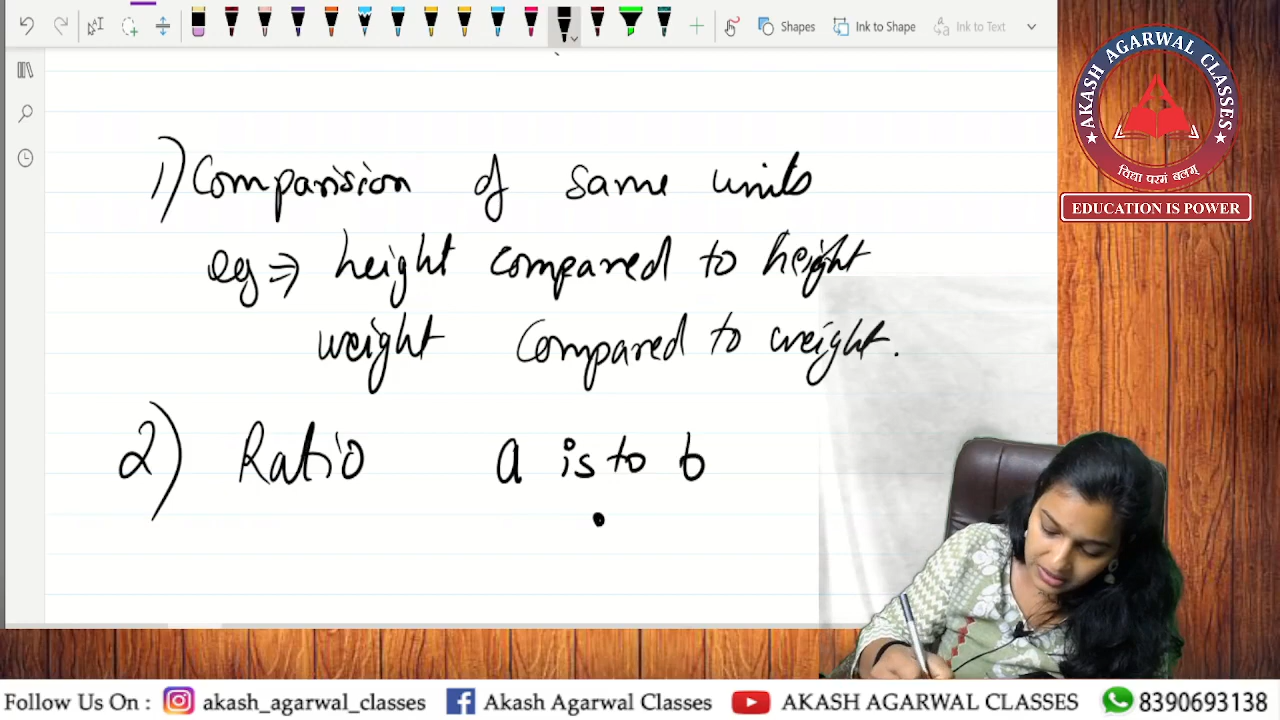 Shapes
Ink to Shape
Ink to Text
1) Comparision of same units
eg ⇒ height compared to height
weight compared to weight.
2) Ratio a is to b
AKASH AGARWAL CLASSES
विद्या परमं बलम्
EDUCATION IS POWER
Follow Us On : akash_agarwal_classes Akash Agarwal Classes AKASH AGARWAL CLASSES 8390693138